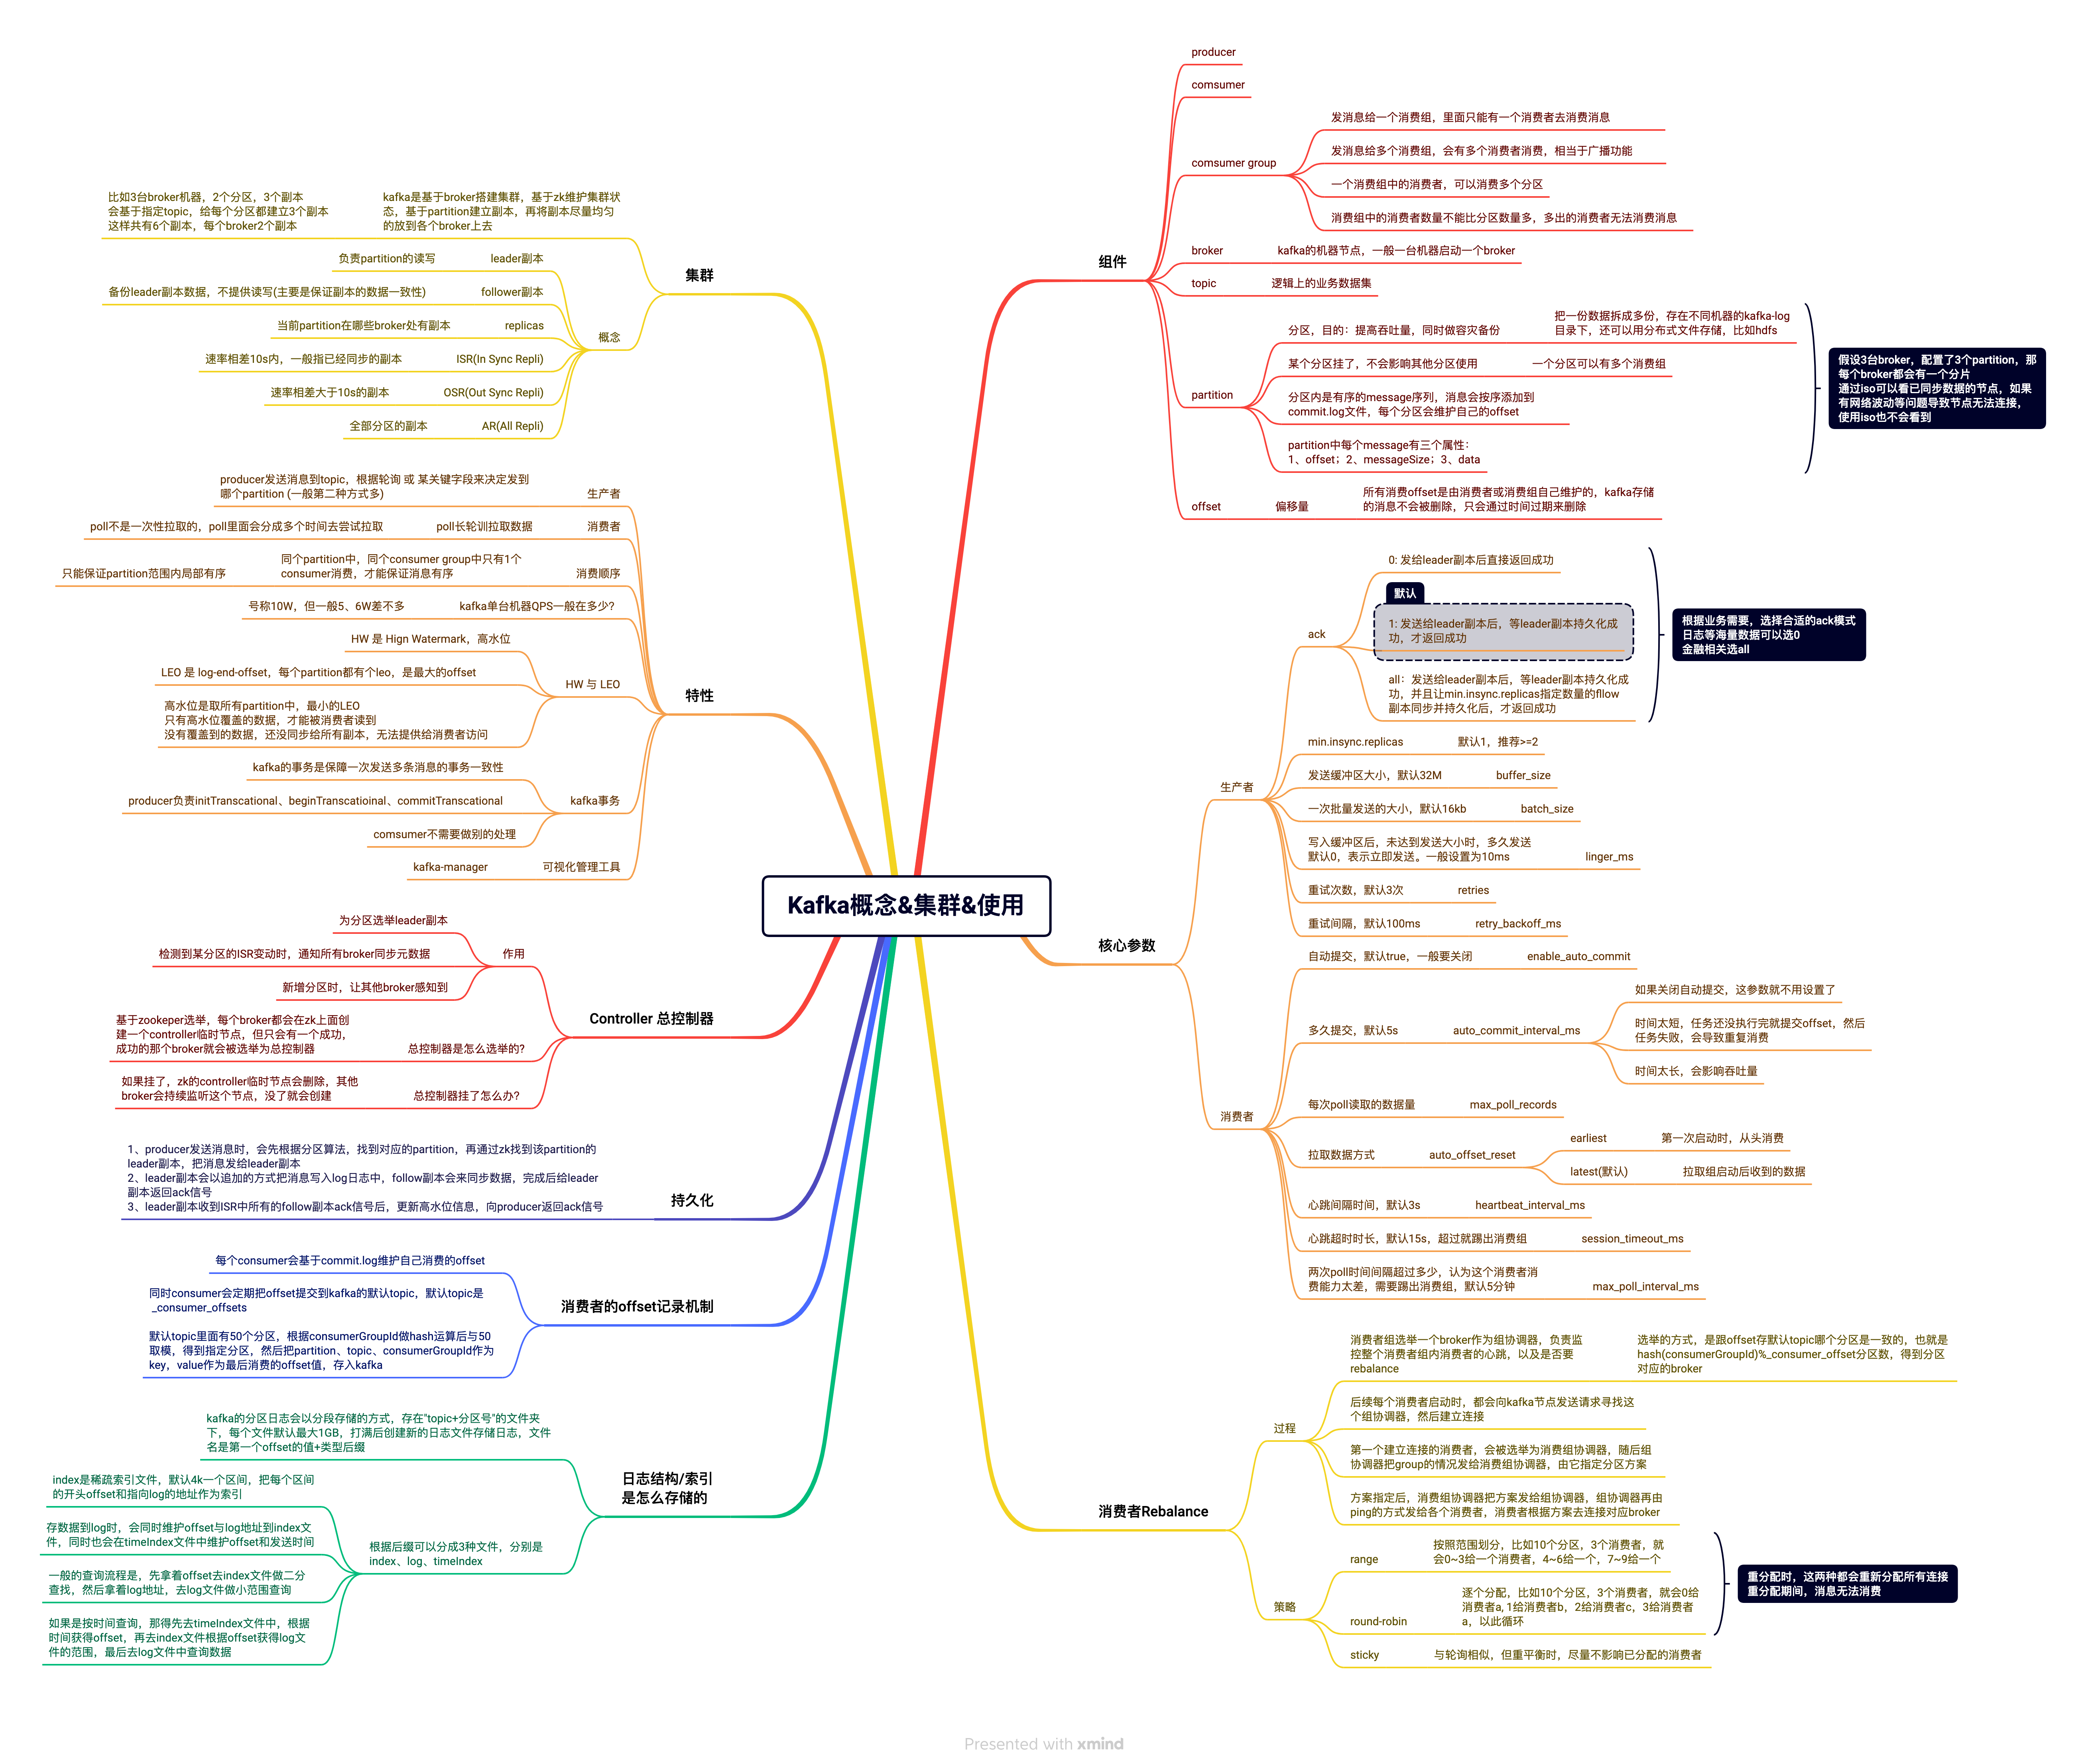 Kafka概念&集群&使用
组件
producer
comsumer
comsumer group
发消息给一个消费组，里面只能有一个消费者去消费消息
发消息给多个消费组，会有多个消费者消费，相当于广播功能
一个消费组中的消费者，可以消费多个分区
消费组中的消费者数量不能比分区数量多，多出的消费者无法消费消息
broker
kafka的机器节点，一般一台机器启动一个broker
topic
逻辑上的业务数据集
partition
分区，目的：提高吞吐量，同时做容灾备份
把一份数据拆成多份，存在不同机器的kafka-log
目录下，还可以用分布式文件存储，比如hdfs
某个分区挂了，不会影响其他分区使用
一个分区可以有多个消费组
分区内是有序的message序列，消息会按序添加到
commit.log文件，每个分区会维护自己的offset
partition中每个message有三个属性：
1、offset；2、messageSize；3、data
假设3台broker，配置了3个partition，那
每个broker都会有一个分片
通过iso可以看已同步数据的节点，如果
有网络波动等问题导致节点无法连接，
使用iso也不会看到
offset
偏移量
所有消费offset是由消费者或消费组自己维护的，kafka存储
的消息不会被删除，只会通过时间过期来删除
核心参数
生产者
ack
0: 发给leader副本后直接返回成功
默认
1: 发送给leader副本后，等leader副本持久化成
功，才返回成功
all：发送给leader副本后，等leader副本持久化成
功，并且让min.insync.replicas指定数量的fllow
副本同步并持久化后，才返回成功
根据业务需要，选择合适的ack模式
日志等海量数据可以选0
金融相关选all
min.insync.replicas
默认1，推荐>=2
发送缓冲区大小，默认32M
buffer_size
一次批量发送的大小，默认16kb
batch_size
写入缓冲区后，未达到发送大小时，多久发送
默认0，表示立即发送。一般设置为10ms
linger_ms
重试次数，默认3次
retries
重试间隔，默认100ms
retry_backoff_ms
消费者
自动提交，默认true，一般要关闭
enable_auto_commit
多久提交，默认5s
auto_commit_interval_ms
如果关闭自动提交，这参数就不用设置了
时间太短，任务还没执行完就提交offset，然后
任务失败，会导致重复消费
时间太长，会影响吞吐量
每次poll读取的数据量
max_poll_records
拉取数据方式
auto_offset_reset
earliest
第一次启动时，从头消费
latest(默认)
拉取组启动后收到的数据
心跳间隔时间，默认3s
heartbeat_interval_ms
心跳超时时长，默认15s，超过就踢出消费组
session_timeout_ms
两次poll时间间隔超过多少，认为这个消费者消
费能力太差，需要踢出消费组，默认5分钟
max_poll_interval_ms
消费者Rebalance
过程
消费者组选举一个broker作为组协调器，负责监
控整个消费者组内消费者的心跳，以及是否要
rebalance
选举的方式，是跟offset存默认topic哪个分区是一致的，也就是
hash(consumerGroupId)%_consumer_offset分区数，得到分区
对应的broker
后续每个消费者启动时，都会向kafka节点发送请求寻找这
个组协调器，然后建立连接
第一个建立连接的消费者，会被选举为消费组协调器，随后组
协调器把group的情况发给消费组协调器，由它指定分区方案
方案指定后，消费组协调器把方案发给组协调器，组协调器再由
ping的方式发给各个消费者，消费者根据方案去连接对应broker
策略
range
按照范围划分，比如10个分区，3个消费者，就
会0~3给一个消费者，4~6给一个，7~9给一个
round-robin
逐个分配，比如10个分区，3个消费者，就会0给
消费者a, 1给消费者b，2给消费者c，3给消费者
a，以此循环
重分配时，这两种都会重新分配所有连接
重分配期间，消息无法消费
sticky
与轮询相似，但重平衡时，尽量不影响已分配的消费者
集群
kafka是基于broker搭建集群，基于zk维护集群状
态，基于partition建立副本，再将副本尽量均匀
的放到各个broker上去
比如3台broker机器，2个分区，3个副本
会基于指定topic，给每个分区都建立3个副本
这样共有6个副本，每个broker2个副本
概念
leader副本
负责partition的读写
follower副本
备份leader副本数据，不提供读写(主要是保证副本的数据一致性)
replicas
当前partition在哪些broker处有副本
ISR(In Sync Repli)
速率相差10s内，一般指已经同步的副本
OSR(Out Sync Repli)
速率相差大于10s的副本
AR(All Repli)
全部分区的副本
特性
生产者
producer发送消息到topic，根据轮询 或 某关键字段来决定发到
哪个partition (一般第二种方式多)
消费者
poll长轮训拉取数据
poll不是一次性拉取的，poll里面会分成多个时间去尝试拉取
消费顺序
同个partition中，同个consumer group中只有1个
consumer消费，才能保证消息有序
只能保证partition范围内局部有序
kafka单台机器QPS一般在多少?
号称10W，但一般5、6W差不多
HW 与 LEO
HW 是 Hign Watermark，高水位
LEO 是 log-end-offset，每个partition都有个leo，是最大的offset
高水位是取所有partition中，最小的LEO
只有高水位覆盖的数据，才能被消费者读到
没有覆盖到的数据，还没同步给所有副本，无法提供给消费者访问
kafka事务
kafka的事务是保障一次发送多条消息的事务一致性
producer负责initTranscational、beginTranscatioinal、commitTranscational
comsumer不需要做别的处理
可视化管理工具
kafka-manager
Controller 总控制器
作用
为分区选举leader副本
检测到某分区的ISR变动时，通知所有broker同步元数据
新增分区时，让其他broker感知到
总控制器是怎么选举的?
基于zookeper选举，每个broker都会在zk上面创
建一个controller临时节点，但只会有一个成功，
成功的那个broker就会被选举为总控制器
总控制器挂了怎么办?
如果挂了，zk的controller临时节点会删除，其他
broker会持续监听这个节点，没了就会创建
持久化
1、producer发送消息时，会先根据分区算法，找到对应的partition，再通过zk找到该partition的
leader副本，把消息发给leader副本
2、leader副本会以追加的方式把消息写入log日志中，follow副本会来同步数据，完成后给leader
副本返回ack信号
3、leader副本收到ISR中所有的follow副本ack信号后，更新高水位信息，向producer返回ack信号
消费者的offset记录机制
每个consumer会基于commit.log维护自己消费的offset
同时consumer会定期把offset提交到kafka的默认topic，默认topic是
_consumer_offsets
默认topic里面有50个分区，根据consumerGroupId做hash运算后与50
取模，得到指定分区，然后把partition、topic、consumerGroupId作为
key，value作为最后消费的offset值，存入kafka
日志结构/索引
是怎么存储的
kafka的分区日志会以分段存储的方式，存在"topic+分区号"的文件夹
下，每个文件默认最大1GB，打满后创建新的日志文件存储日志，文件
名是第一个offset的值+类型后缀
根据后缀可以分成3种文件，分别是
index、log、timeIndex
index是稀疏索引文件，默认4k一个区间，把每个区间
的开头offset和指向log的地址作为索引
存数据到log时，会同时维护offset与log地址到index文
件，同时也会在timeIndex文件中维护offset和发送时间
一般的查询流程是，先拿着offset去index文件做二分
查找，然后拿着log地址，去log文件做小范围查询
如果是按时间查询，那得先去timeIndex文件中，根据
时间获得offset，再去index文件根据offset获得log文
件的范围，最后去log文件中查询数据
Presented with xmind